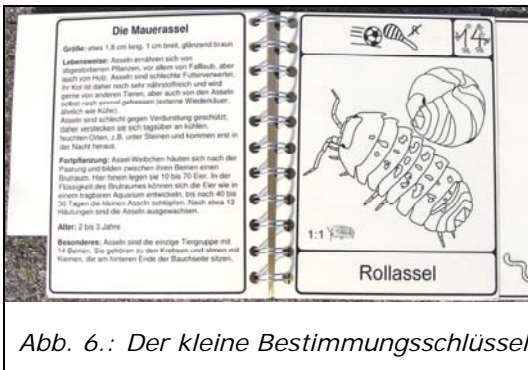 Die Mauerassel
Größe: etwa 1,8 cm lang, 1 cm breit, glänzend braun
Lebensweise: Asseln ernähren sich von
abgestorbenen Pflanzen, vor allem von Falllaub, aber
auch von Holz. Asseln sind schlechte Futterverwerter,
ihr Kot ist daher noch sehr nährstoffreich und wird
gerne von anderen Tieren, aber auch von den Asseln
selbst noch einmal gefressen (externe Wiederkäuer,
ähnlich wie Kühe).
Asseln sind schlecht gegen Verdunstung geschützt,
daher verstecken sie sich tagsüber an kühlen,
feuchten Orten, z.B. unter Steinen und kommen erst in
der Nacht heraus.
Fortpflanzung: Assel-Weibchen häuten sich nach der
Paarung und bilden zwischen ihren Beinen einen
Brutraum. Hier hinein legen sie 10 bis 70 Eier. In der
Flüssigkeit des Brutraumes können sich die Eier wie in
einem tragbaren Aquarium entwickeln, bis nach 40 bis
50 Tagen die kleinen Asseln schlüpfen. Nach etwa 13
Häutungen sind die Asseln ausgewachsen.
Alter: 2 bis 3 Jahre
Besonderes: Asseln sind die einzige Tiergruppe mit
14 Beinen. Sie gehören zu den Krebsen und atmen mit
Kiemen, die am hinteren Ende der Bauchseite sitzen.
14
1:1
Rollassel
Abb. 6.: Der kleine Bestimmungsschlüssel